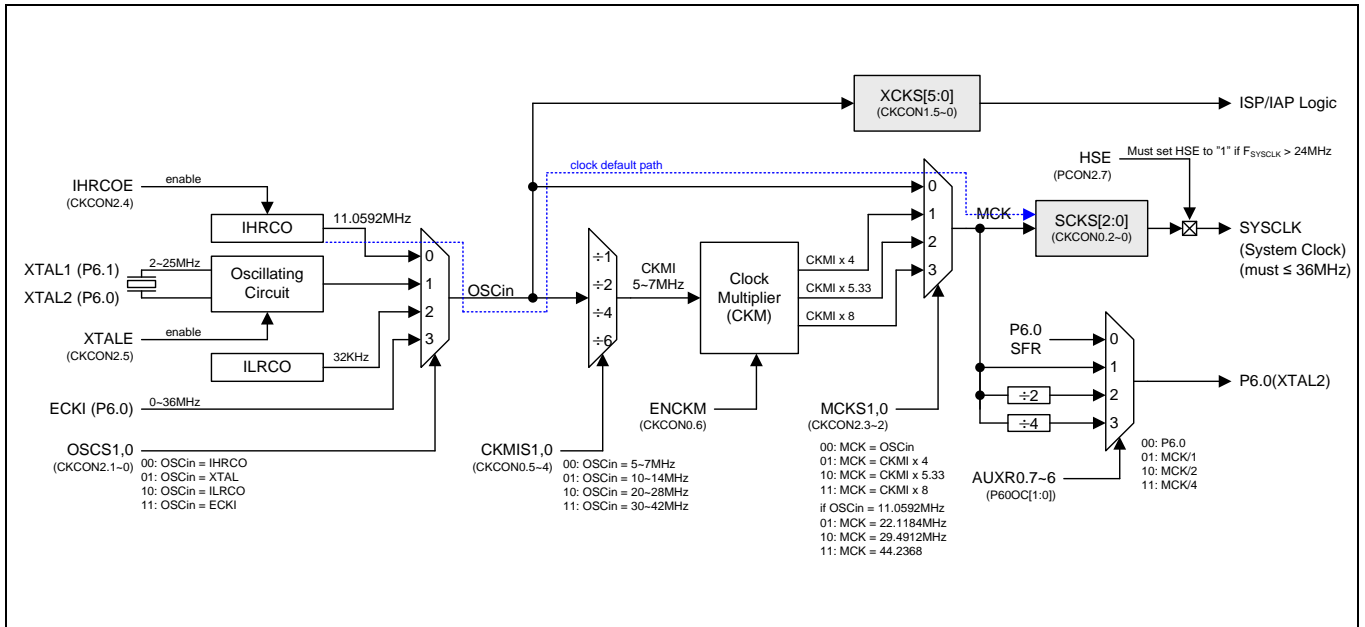 XCKS[5:0]
(CKCON1.5~0)
ISP/IAP Logic
clock default path
HSE
(PCON2.7)
Must set HSE to "1" if FSYSCLK > 24MHz
IHRCOE
(CKCON2.4)
enable
IHRCO
11.0592MHz
XTAL1 (P6.1)
2~25MHz
XTAL2 (P6.0)
Oscillating
Circuit
XTALE
(CKCON2.5)
enable
ILRCO
32KHz
ECKI (P6.0)
0~36MHz
OSCS1,0
(CKCON2.1~0)
00: OSCin = IHRCO
01: OSCin = XTAL
10: OSCin = ILRCO
11: OSCin = ECKI
0
1
2
3
OSCin
÷1
÷2
÷4
÷6
CKMI
5~7MHz
CKMIS1,0
(CKCON0.5~4)
00: OSCin = 5~7MHz
01: OSCin = 10~14MHz
10: OSCin = 20~28MHz
11: OSCin = 30~42MHz
Clock
Multiplier
(CKM)
ENCKM
(CKCON0.6)
CKMI x 4
CKMI x 5.33
CKMI x 8
0
1
2
3
MCKS1,0
(CKCON2.3~2)
00: MCK = OSCin
01: MCK = CKMI x 4
10: MCK = CKMI x 5.33
11: MCK = CKMI x 8
if OSCin = 11.0592MHz
01: MCK = 22.1184MHz
10: MCK = 29.4912MHz
11: MCK = 44.2368
MCK
SCKS[2:0]
(CKCON0.2~0)
SYSCLK
(System Clock)
(must ≤ 36MHz)
P6.0
SFR
÷2
÷4
0
1
2
3
P6.0(XTAL2)
AUXR0.7~6
(P60OC[1:0])
00: P6.0
01: MCK/1
10: MCK/2
11: MCK/4